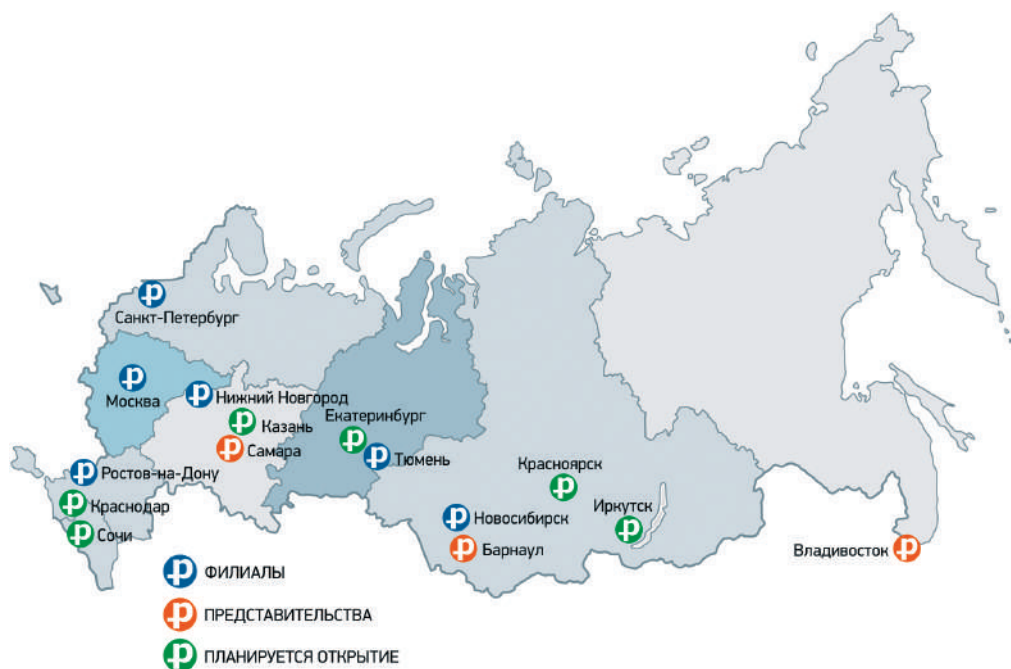 Санкт-Петербург
Москва
Нижний Новгород
Казань
Екатеринбург
Самара
Тюмень
Ростов-на-Дону
Красноярск
Краснодар
Новосибирск
Иркутск
Сочи
Барнаул
Владивосток
ФИЛИАЛЫ
ПРЕДСТАВИТЕЛЬСТВА
ПЛАНИРУЕТСЯ ОТКРЫТИЕ